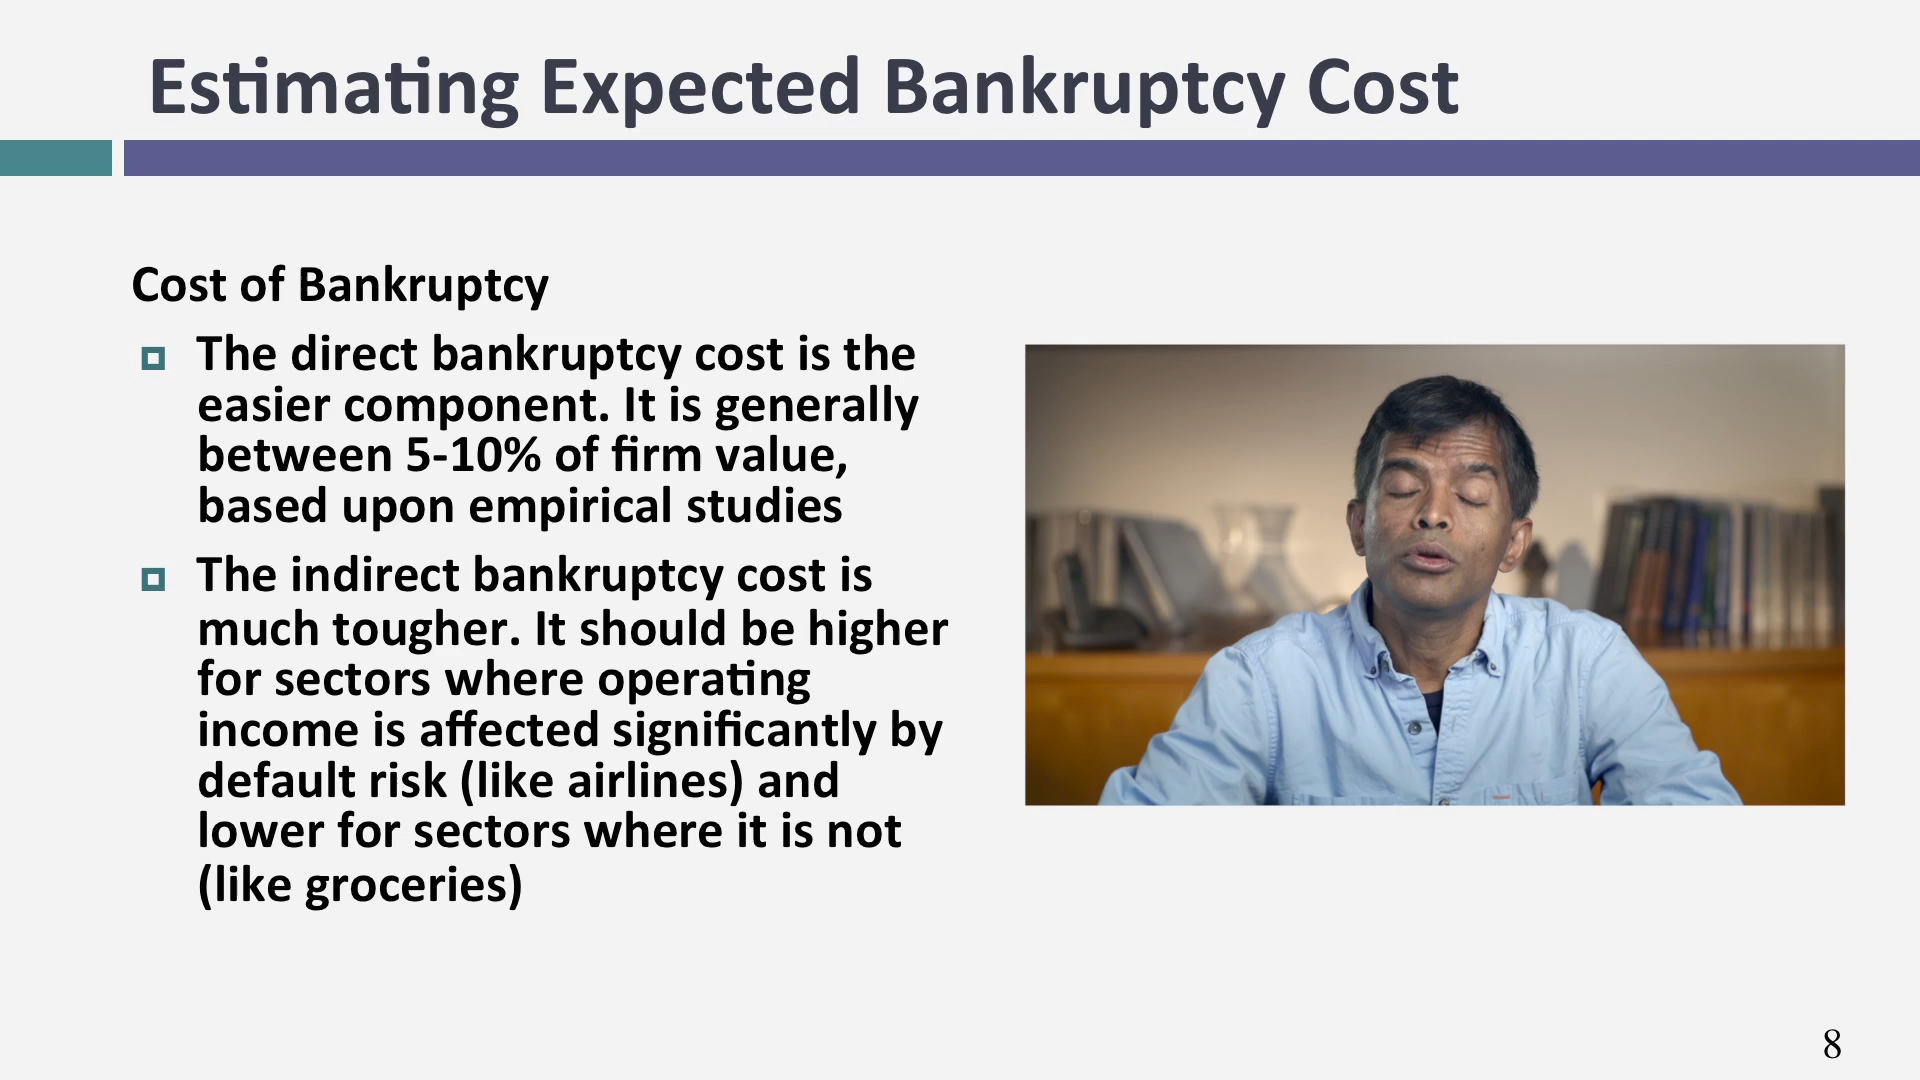 Estimating Expected Bankruptcy Cost
Cost of Bankruptcy
The direct bankruptcy cost is the
easier component. It is generally
between 5-10% of firm value,
based upon empirical studies
The indirect bankruptcy cost is
much tougher. It should be higher
for sectors where operating
income is affected significantly by
default risk (like airlines) and
lower for sectors where it is not
(like groceries)
8